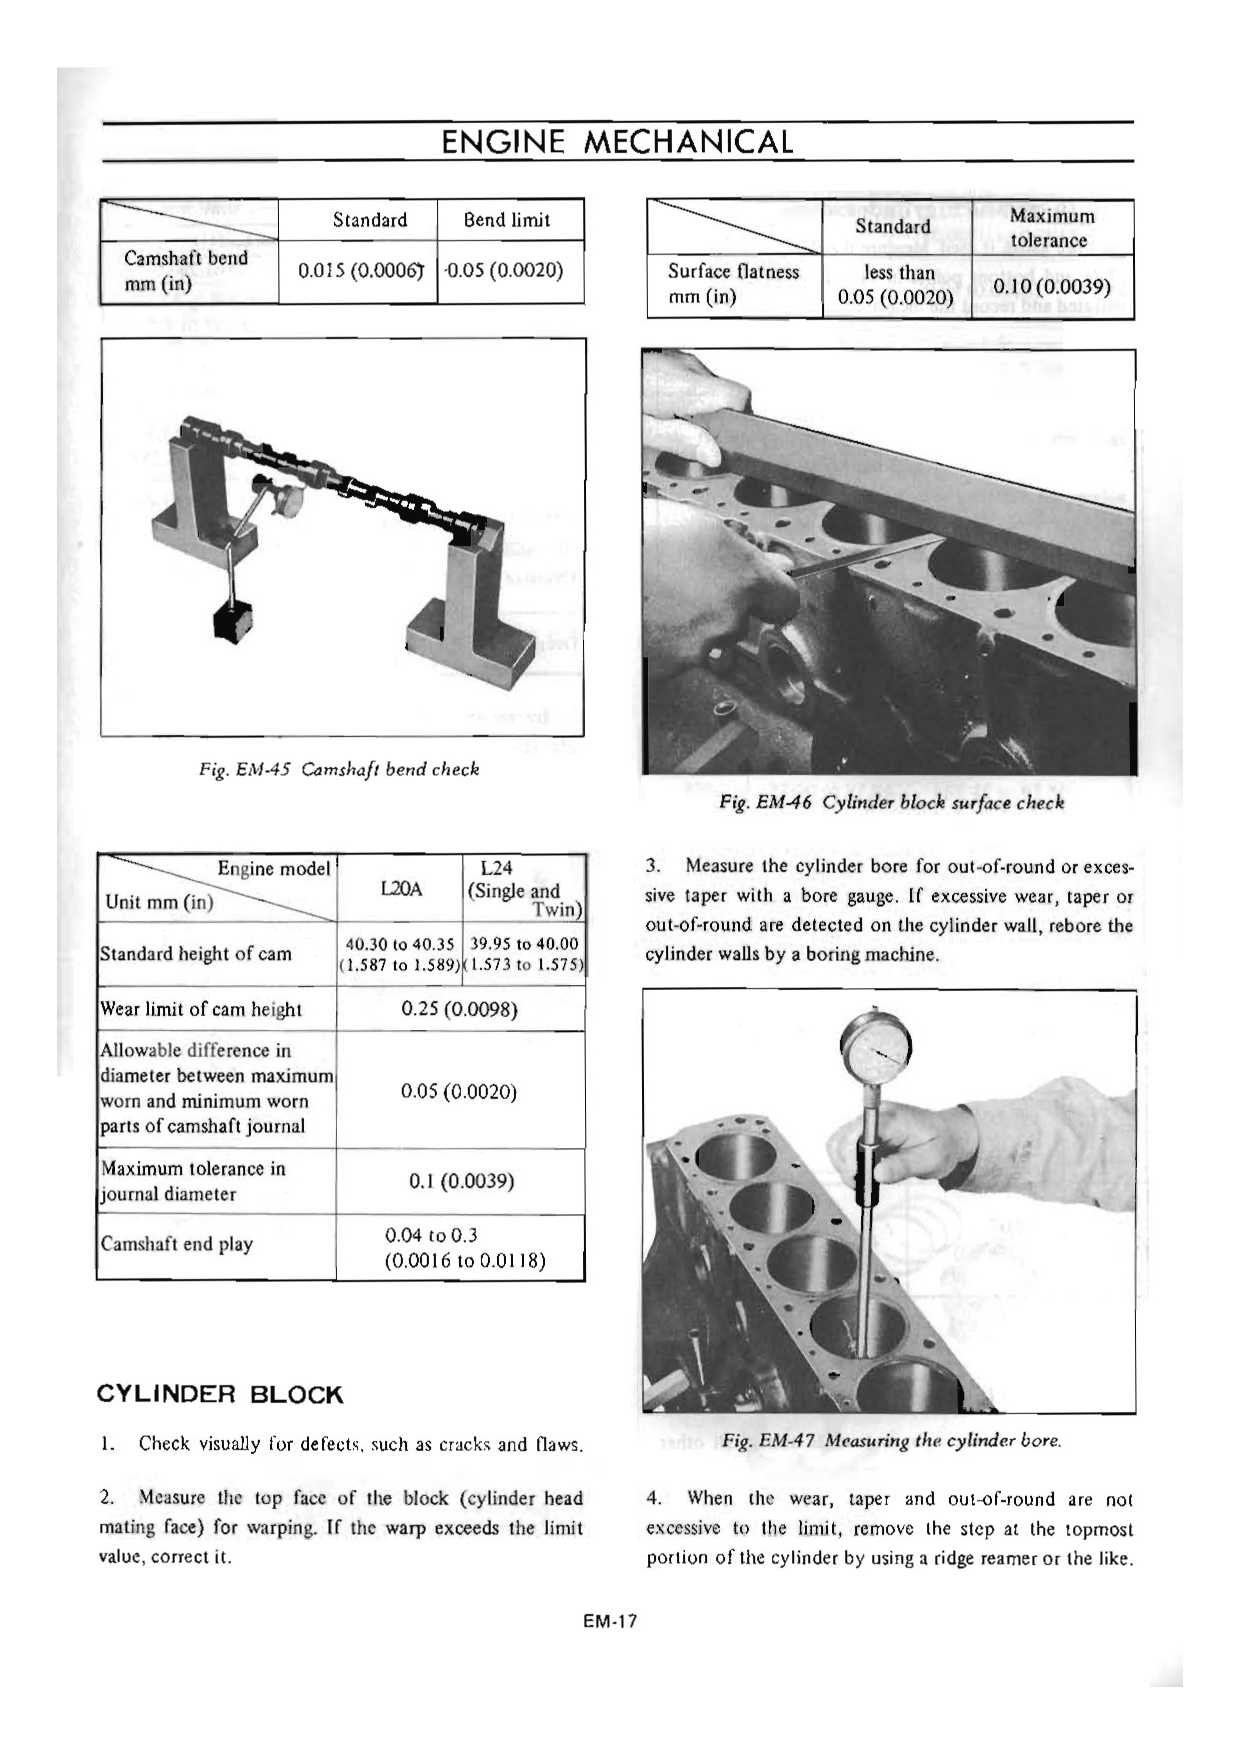 ENGINE MECHANICAL
Standard Bend limit
Camshaft bend
mm (in)
0.015 (0.0006) 0.05 (0.0020)
Fig. EM-45 Camshaft bend check
Engine model
Unit mm (in)
L20A
L24
(Single and
Twin)
Standard height of cam
40.30 to 40.35
(1.587 to 1.589)
39.95 to 40.00
(1.573 to 1.575)
Wear limit of cam height 0.25 (0.0098)
Allowable difference in
diameter between maximum
worn and minimum worn
parts of camshaft journal
0.05 (0.0020)
Maximum tolerance in
journal diameter
0.1 (0.0039)
Camshaft end play
0.04 to 0.3
(0.0016 to 0.0118)
CYLINDER BLOCK
1. Check visually for defects, such as cracks and flaws.
2. Measure the top face of the block (cylinder head
mating face) for warping. If the warp exceeds the limit
value, correct it.
Standard
Maximum
tolerance
Surface flatness
mm (in)
less than
0.05 (0.0020)
0.10 (0.0039)
Fig. EM-46 Cylinder block surface check
3. Measure the cylinder bore for out-of-round or exces-
sive taper with a bore gauge. If excessive wear, taper or
out-of-round are detected on the cylinder wall, rebore the
cylinder walls by a boring machine.
Fig. EM-47 Measuring the cylinder bore.
4. When the wear, taper and out-of-round are not
excessive to the limit, remove the step at the topmost
portion of the cylinder by using a ridge reamer or the like.
EM-17